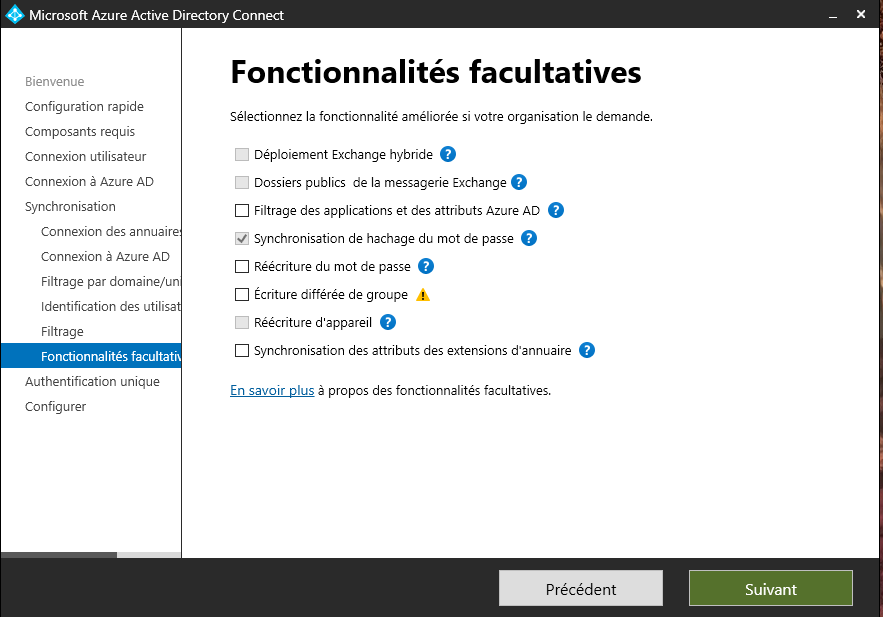 Microsoft Azure Active Directory Connect
Bienvenue
Configuration rapide
Composants requis
Connexion utilisateur
Connexion à Azure AD
Synchronisation
Connexion des annuaires
Connexion à Azure AD
Filtrage par domaine/uni
Identification des utilisat
Filtrage
Fonctionnalités facultativ
Authentification unique
Configurer
Fonctionnalités facultatives
Sélectionnez la fonctionnalité améliorée si votre organisation le demande.
Déploiement Exchange hybride ?
Dossiers publics de la messagerie Exchange ?
Filtrage des applications et des attributs Azure AD ?
Synchronisation de hachage du mot de passe ?
Réécriture du mot de passe ?
Écriture différée de groupe
Réécriture d'appareil ?
Synchronisation des attributs des extensions d'annuaire ?
En savoir plus à propos des fonctionnalités facultatives.
Précédent
Suivant